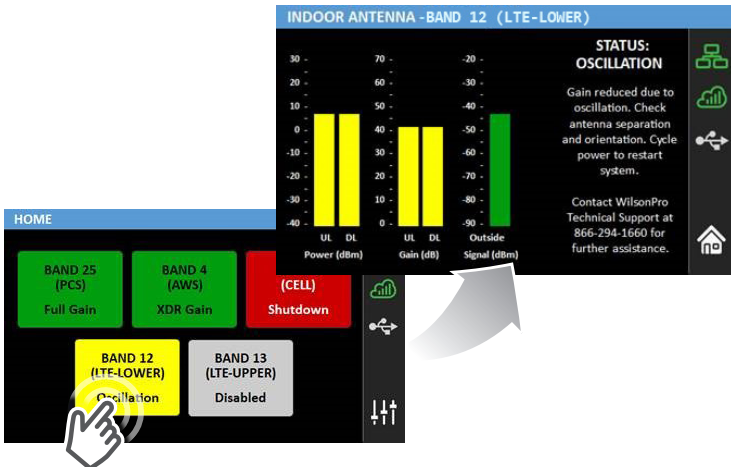 INDOOR ANTENNA -BAND 12 (LTE-LOWER)
STATUS:
OSCILLATION
Gain reduced due to
oscillation. Check
antenna separation
and orientation. Cycle
power to restart
system.
Contact WilsonPro
Technical Support at
866-294-1660 for
further assistance.
30 - 70 - -20 -
20 - 60 - -30 -
10 - 50 - -40 -
0 - 40 - -50 -
-10 - 30 - -60 -
-20 - 20 - -70 -
-30 - 10 - -80 -
-40 - 0 - -90 -
UL DL UL DL Outside
Power (dBm) Gain (dB) Signal (dBm)
HOME
BAND 25
(PCS)
Full Gain
BAND 4
(AWS)
XDR Gain
(CELL)
Shutdown
BAND 12
(LTE-LOWER)
Oscillation
BAND 13
(LTE-UPPER)
Disabled